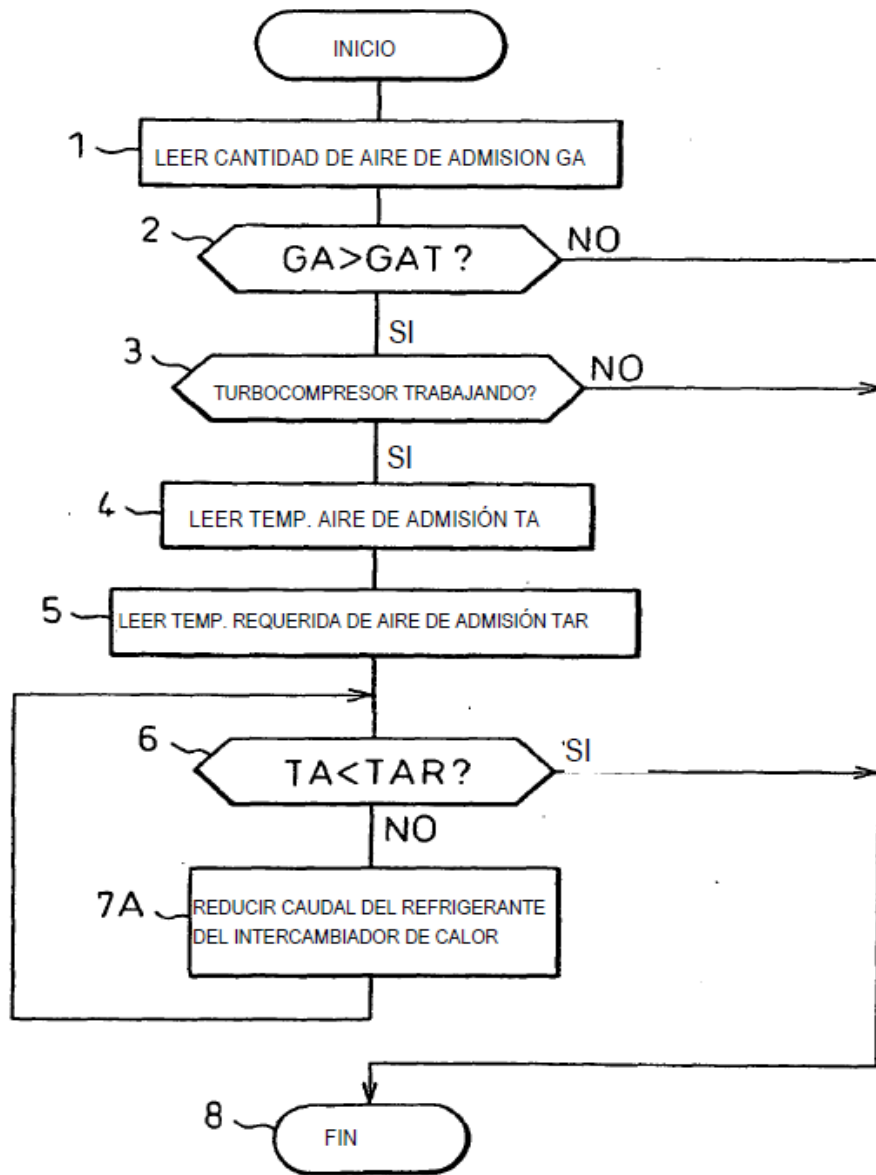 INICIO
1
LEER CANTIDAD DE AIRE DE ADMISION GA
2
GA>GAT?
NO
SI
3
TURBOCOMPRESOR TRABAJANDO?
NO
SI
4
LEER TEMP. AIRE DE ADMISIÓN TA
5
LEER TEMP. REQUERIDA DE AIRE DE ADMISIÓN TAR
6
TA<TAR?
SI
NO
7A
REDUCIR CAUDAL DEL REFRIGERANTE
DEL INTERCAMBIADOR DE CALOR
8
FIN